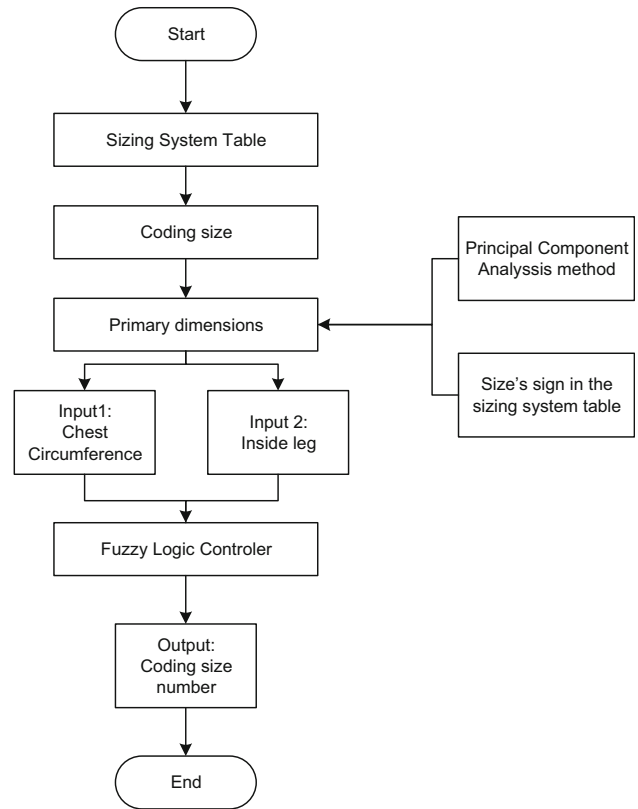 Start
Sizing System Table
Coding size
Principal Component
Analyssis method
Primary dimensions
Size's sign in the
sizing system table
Input1:
Chest
Circumference
Input 2:
Inside leg
Fuzzy Logic Controler
Output:
Coding size
number
End